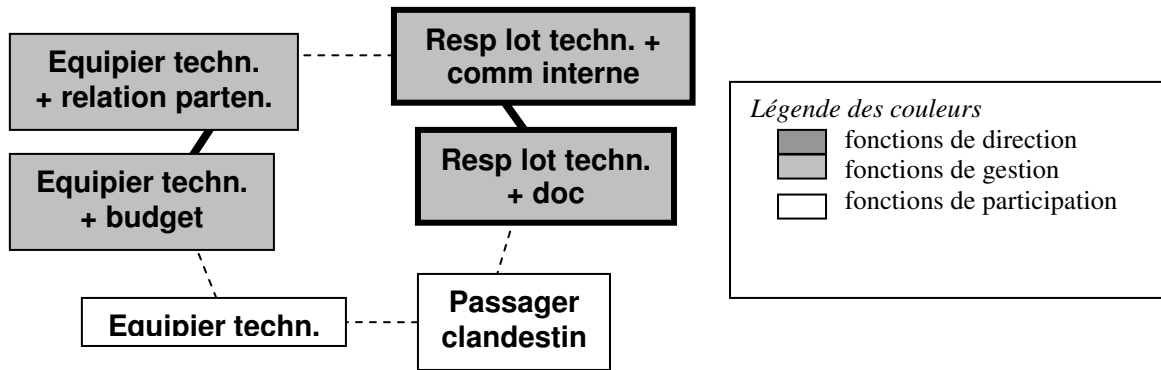 Equipier techn.
+ relation parten.
Resp lot techn. +
comm interne
Equipier techn.
+ budget
Resp lot techn.
+ doc
Equipier techn.
Passager
clandestin
Légende des couleurs
fonctions de direction
fonctions de gestion
fonctions de participation